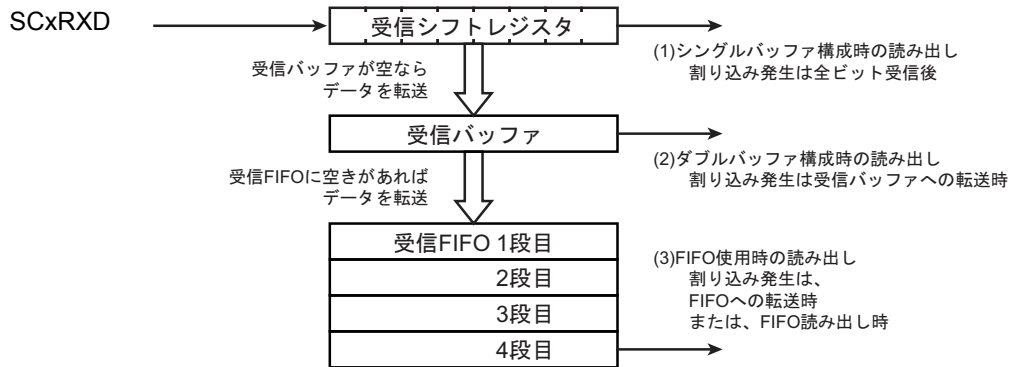 SCxRXD
受信シフトレジスタ
(1)シングルバッファ構成時の読み出し
割り込み発生は全ビット受信後
受信バッファが空なら
データを転送
受信バッファ
(2)ダブルバッファ構成時の読み出し
割り込み発生は受信バッファへの転送時
受信FIFOに空きがあれば
データを転送
受信FIFO 1段目
2段目
3段目
4段目
(3)FIFO使用時の読み出し
割り込み発生は、
FIFOへの転送時
または、FIFO読み出し時